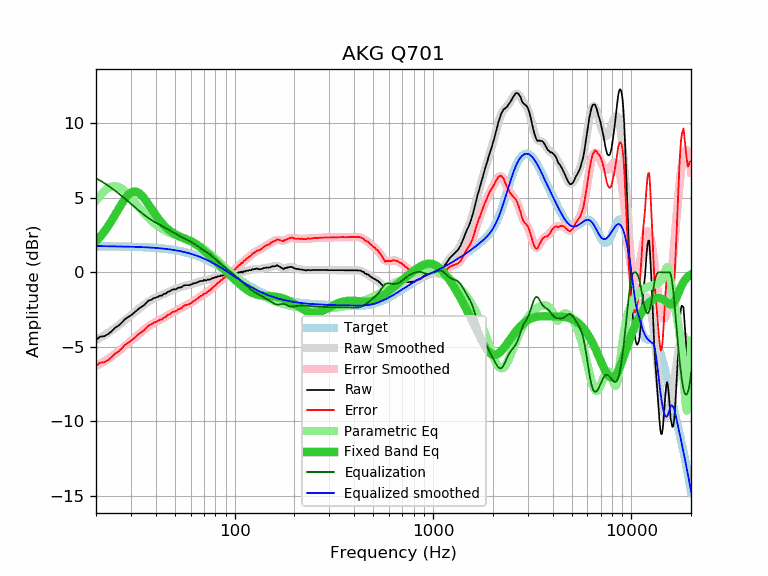 AKG Q701
Amplitude (dBr)
10
5
0
−5
−10
−15
Target
Raw Smoothed
Error Smoothed
Raw
Error
Parametric Eq
Fixed Band Eq
Equalization
Equalized smoothed
100
1000
10000
Frequency (Hz)